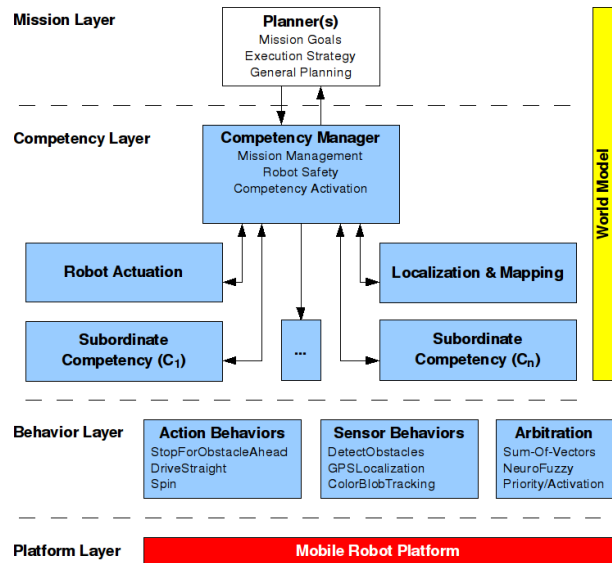 Mission Layer
Planner(s)
Mission Goals
Execution Strategy
General Planning
Competency Layer
Competency Manager
Mission Management
Robot Safety
Competency Activation
World Model
Robot Actuation
Localization & Mapping
Subordinate
Competency (C₁)
...
Subordinate
Competency (Cₙ)
Behavior Layer
Action Behaviors
StopForObstacleAhead
DriveStraight
Spin
Sensor Behaviors
DetectObstacles
GPSLocalization
ColorBlobTracking
Arbitration
Sum-Of-Vectors
NeuroFuzzy
Priority/Activation
Platform Layer
Mobile Robot Platform